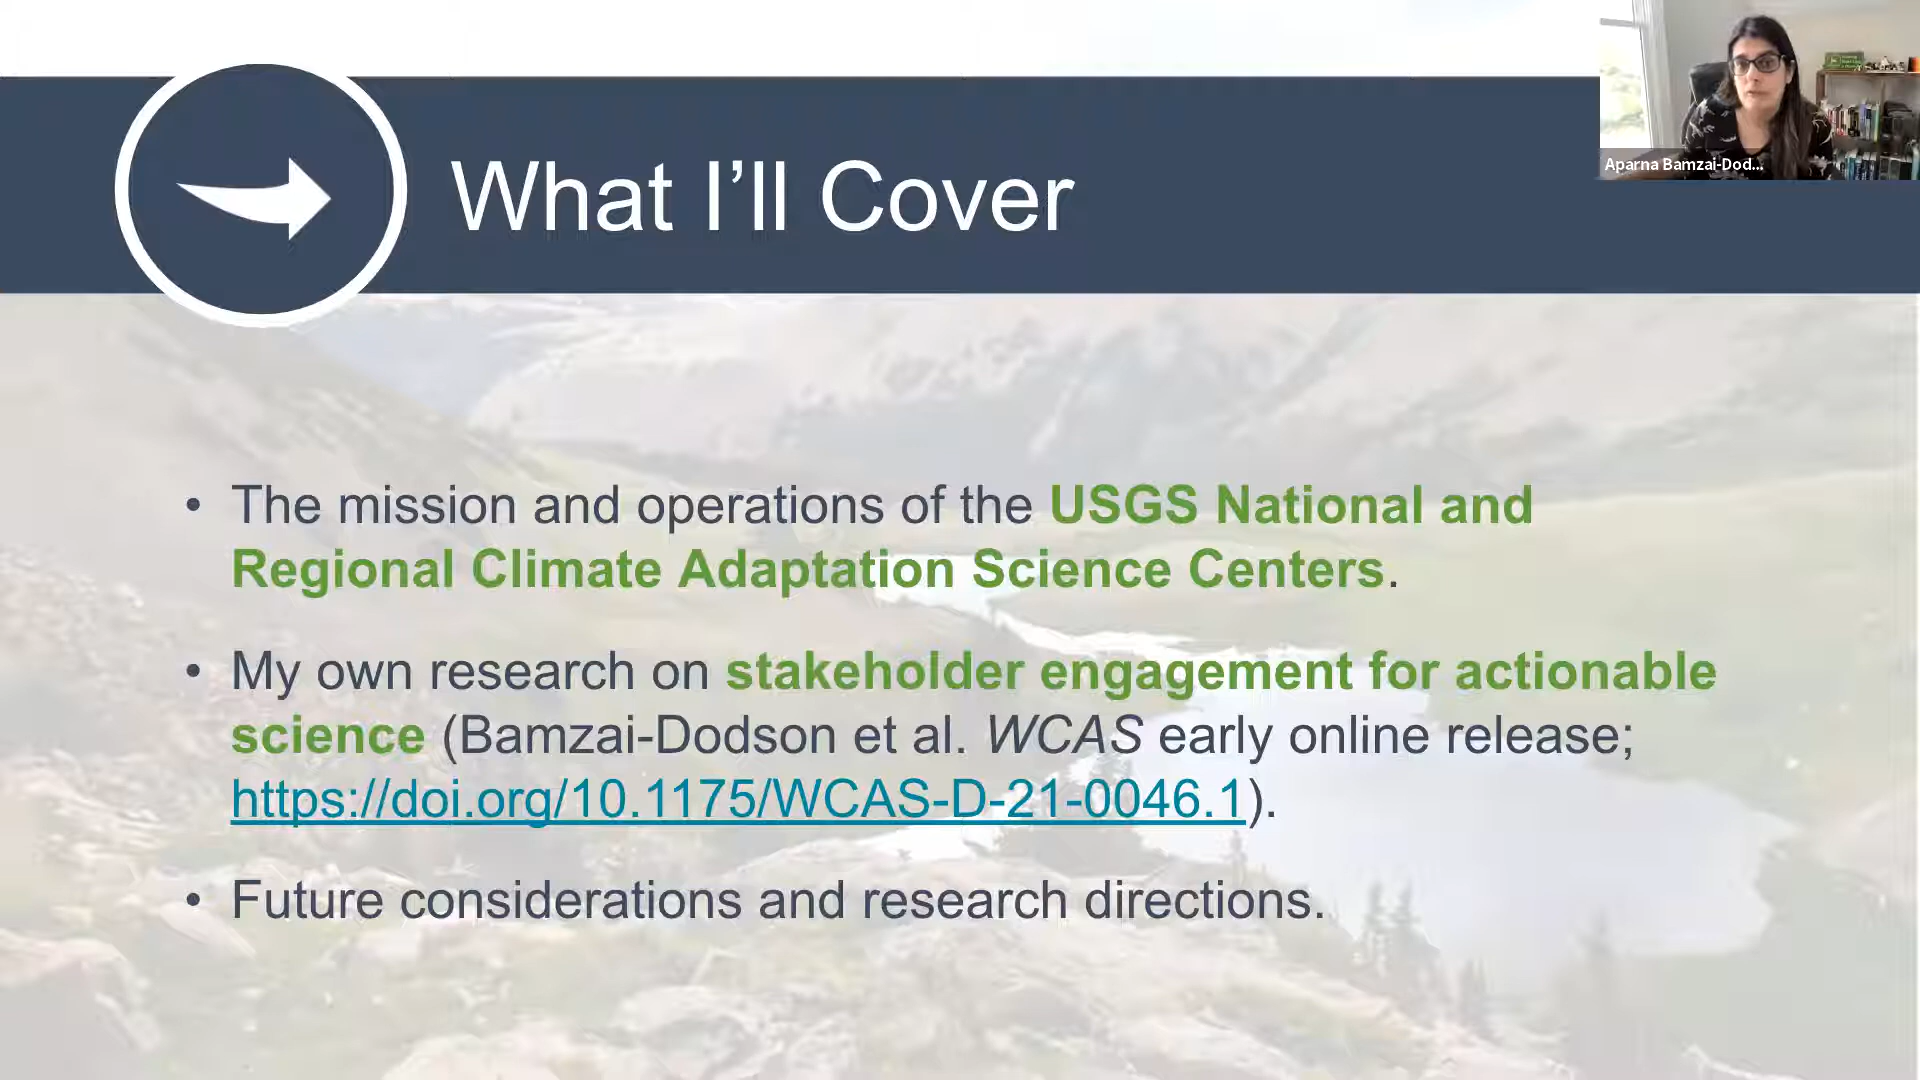 What I’ll Cover
Aparna Bamzai-Dod...
• The mission and operations of the USGS National and
Regional Climate Adaptation Science Centers.
• My own research on stakeholder engagement for actionable
science (Bamzai-Dodson et al. WCAS early online release;
https://doi.org/10.1175/WCAS-D-21-0046.1).
• Future considerations and research directions.